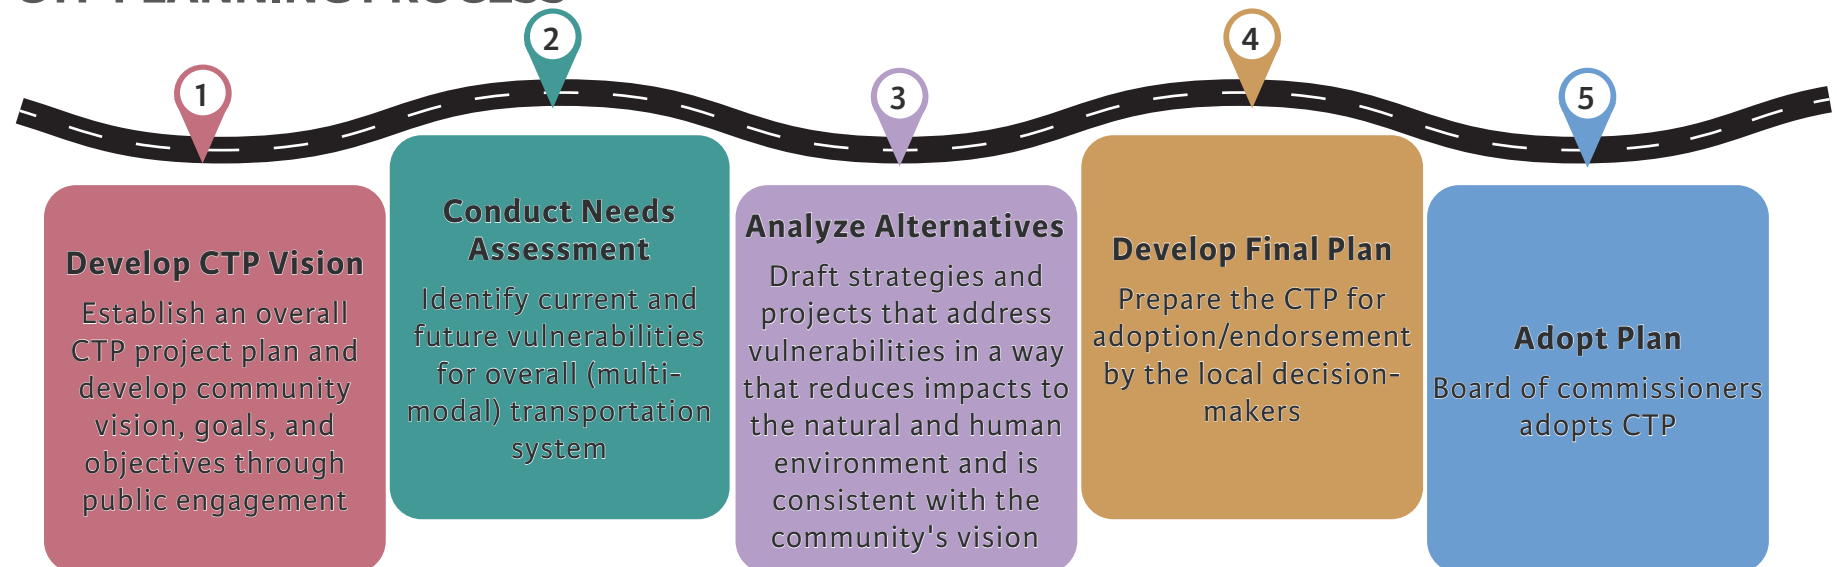 PLANNING PROCESS
1
2
3
4
5
Develop CTP Vision
Establish an overall
CTP project plan and
develop community
vision, goals, and
objectives through
public engagement
Conduct Needs
Assessment
Identify current and
future vulnerabilities
for overall (multi-
modal) transportation
system
Analyze Alternatives
Draft strategies and
projects that address
vulnerabilities in a way
that reduces impacts to
the natural and human
environment and is
consistent with the
community's vision
Develop Final Plan
Prepare the CTP for
adoption/endorsement
by the local decision-
makers
Adopt Plan
Board of commissioners
adopts CTP